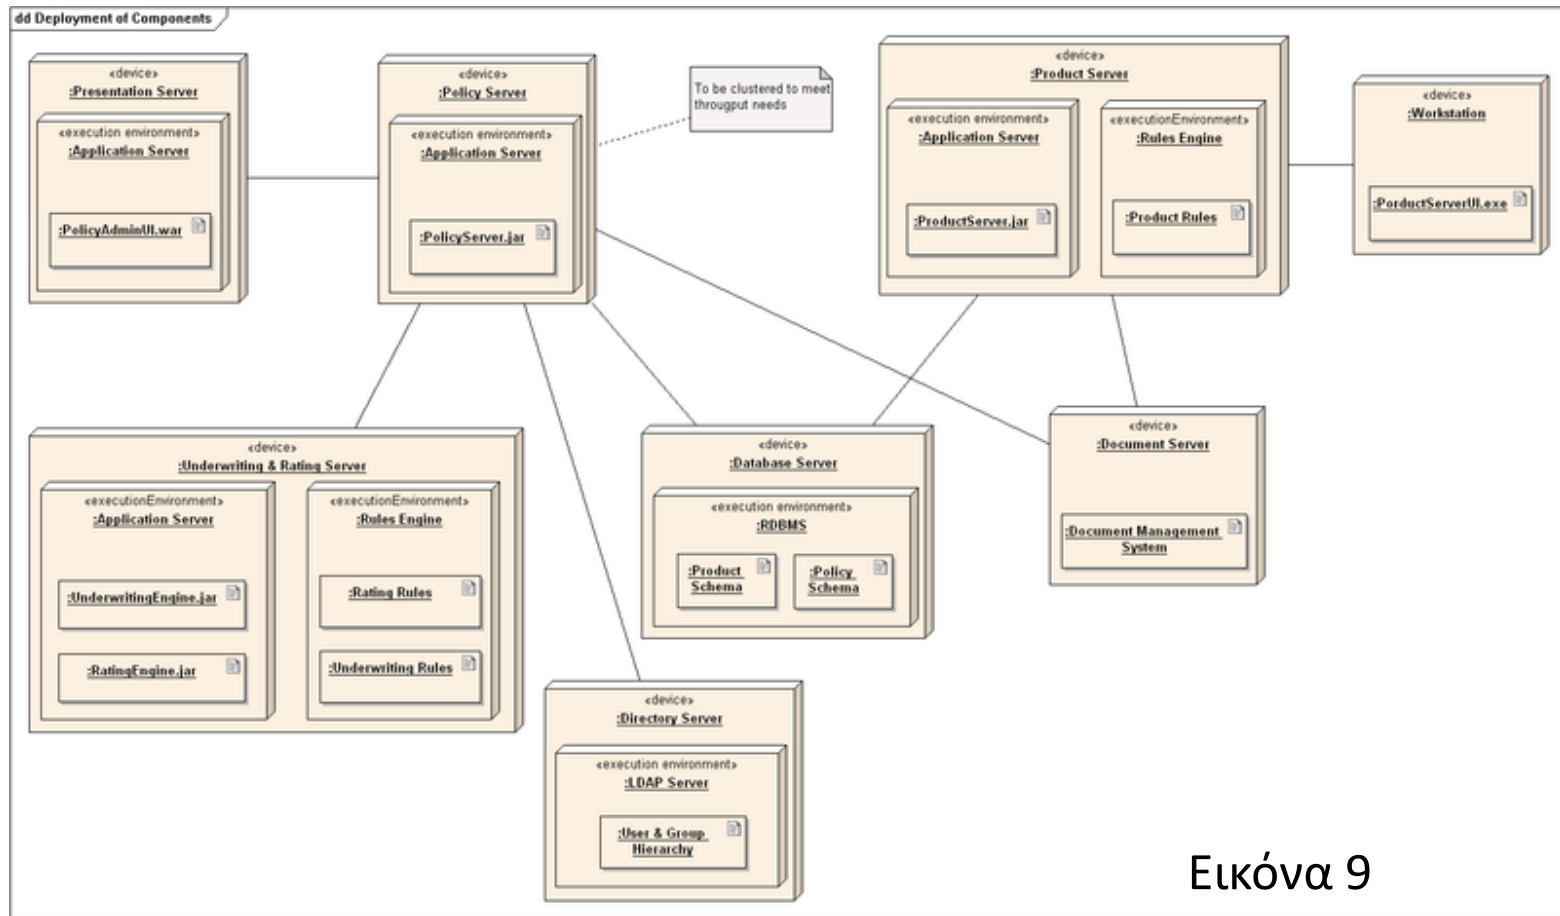 dd Deployment of Components
«device»
:Presentation Server
«execution environment»
:Application Server
:PolicyAdminUI.war
«device»
:Policy Server
«execution environment»
:Application Server
:PolicyServer.jar
To be clustered to meet
througput needs
«device»
:Product Server
«execution environment»
:Application Server
:ProductServer.jar
«executionEnvironment»
:Rules Engine
:Product Rules
«device»
:Workstation
:PorductServerUI.exe
«device»
:Underwriting & Rating Server
«executionEnvironment»
:Application Server
:UnderwritingEngine.jar
:RatingEngine.jar
«executionEnvironment»
:Rules Engine
:Rating Rules
:Underwriting Rules
«device»
:Database Server
«execution environment»
:RDBMS
:Product
Schema
:Policy
Schema
«device»
:Document Server
:Document Management
System
«device»
:Directory Server
«execution environment»
:LDAP Server
:User & Group
Hierarchy
Εικόνα 9